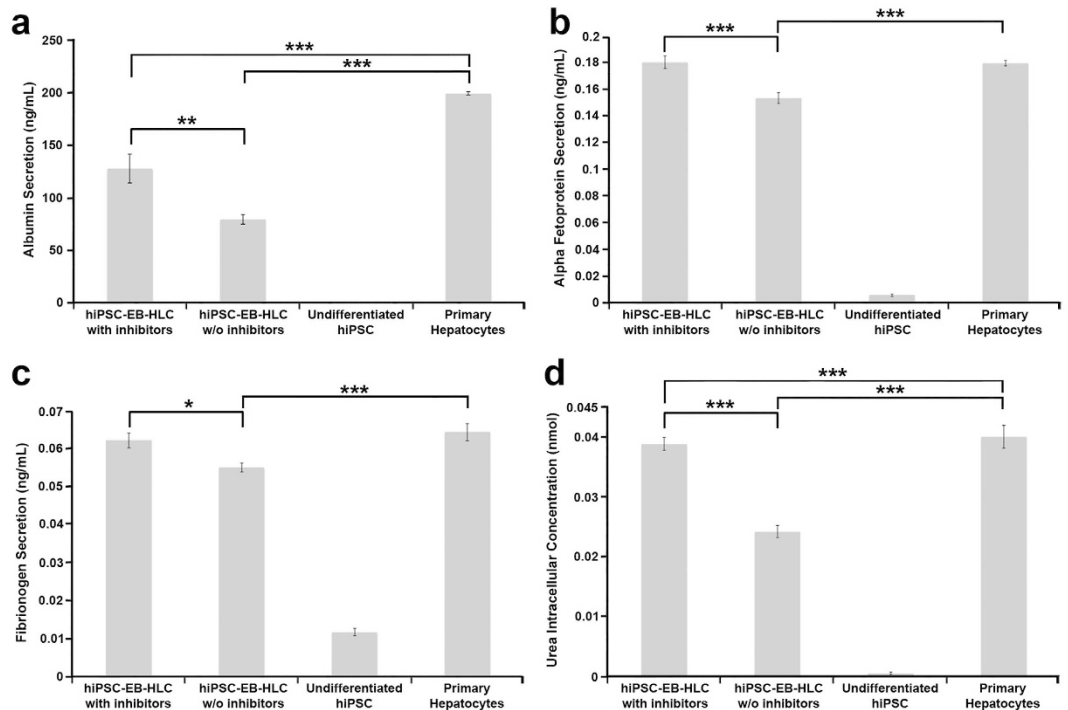 a
Albumin Secretion (ng/mL)
250
200
150
100
50
0
***
***
**
hiPSC-EB-HLC
with inhibitors
hiPSC-EB-HLC
w/o inhibitors
Undifferentiated
hiPSC
Primary
Hepatocytes
b
Alpha Fetoprotein Secretion (ng/mL)
0.2
0.18
0.16
0.14
0.12
0.1
0.08
0.06
0.04
0.02
0
***
***
hiPSC-EB-HLC
with inhibitors
hiPSC-EB-HLC
w/o inhibitors
Undifferentiated
hiPSC
Primary
Hepatocytes
c
Fibrionogen Secretion (ng/mL)
0.07
0.06
0.05
0.04
0.03
0.02
0.01
0
*
***
hiPSC-EB-HLC
with inhibitors
hiPSC-EB-HLC
w/o inhibitors
Undifferentiated
hiPSC
Primary
Hepatocytes
d
Urea Intracellular Concentration (nmol)
0.045
0.04
0.03
0.02
0.01
0
***
***
***
hiPSC-EB-HLC
with inhibitors
hiPSC-EB-HLC
w/o inhibitors
Undifferentiated
hiPSC
Primary
Hepatocytes